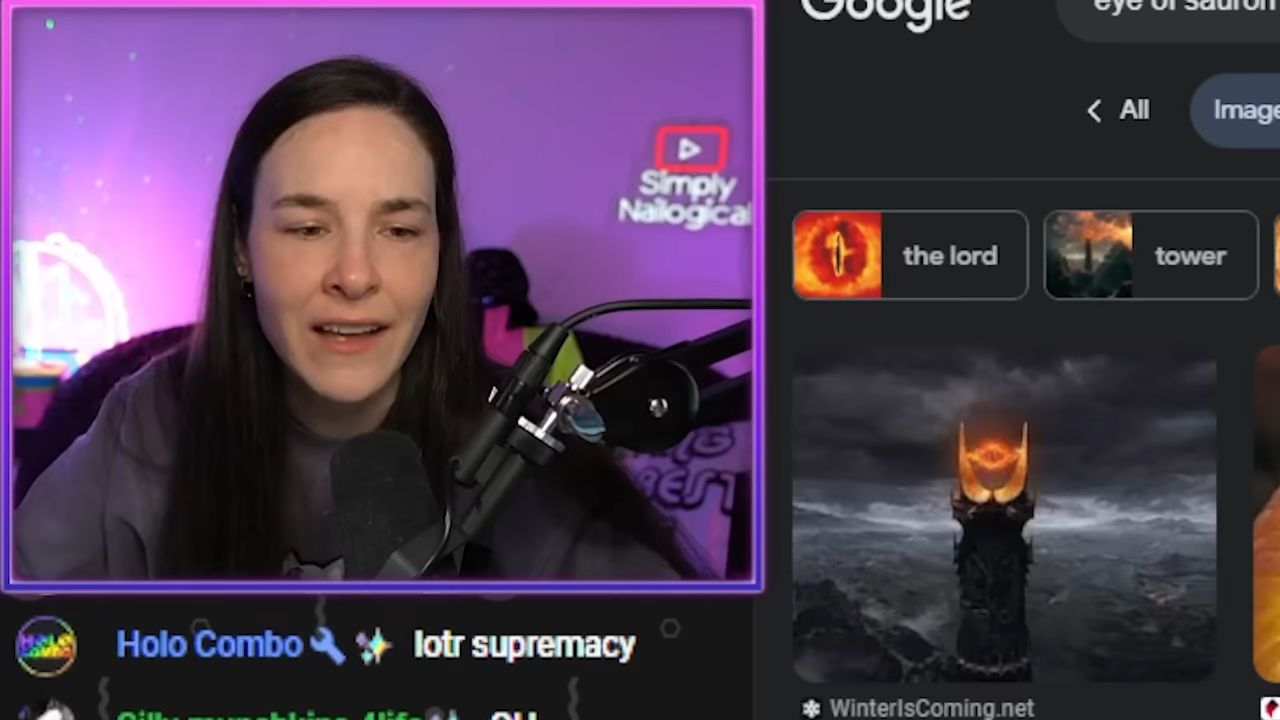 Google
eye of sauron
All
Image
Simply
Nailogical
the lord
tower
Holo Combo lotr supremacy
WinterIsComing.net